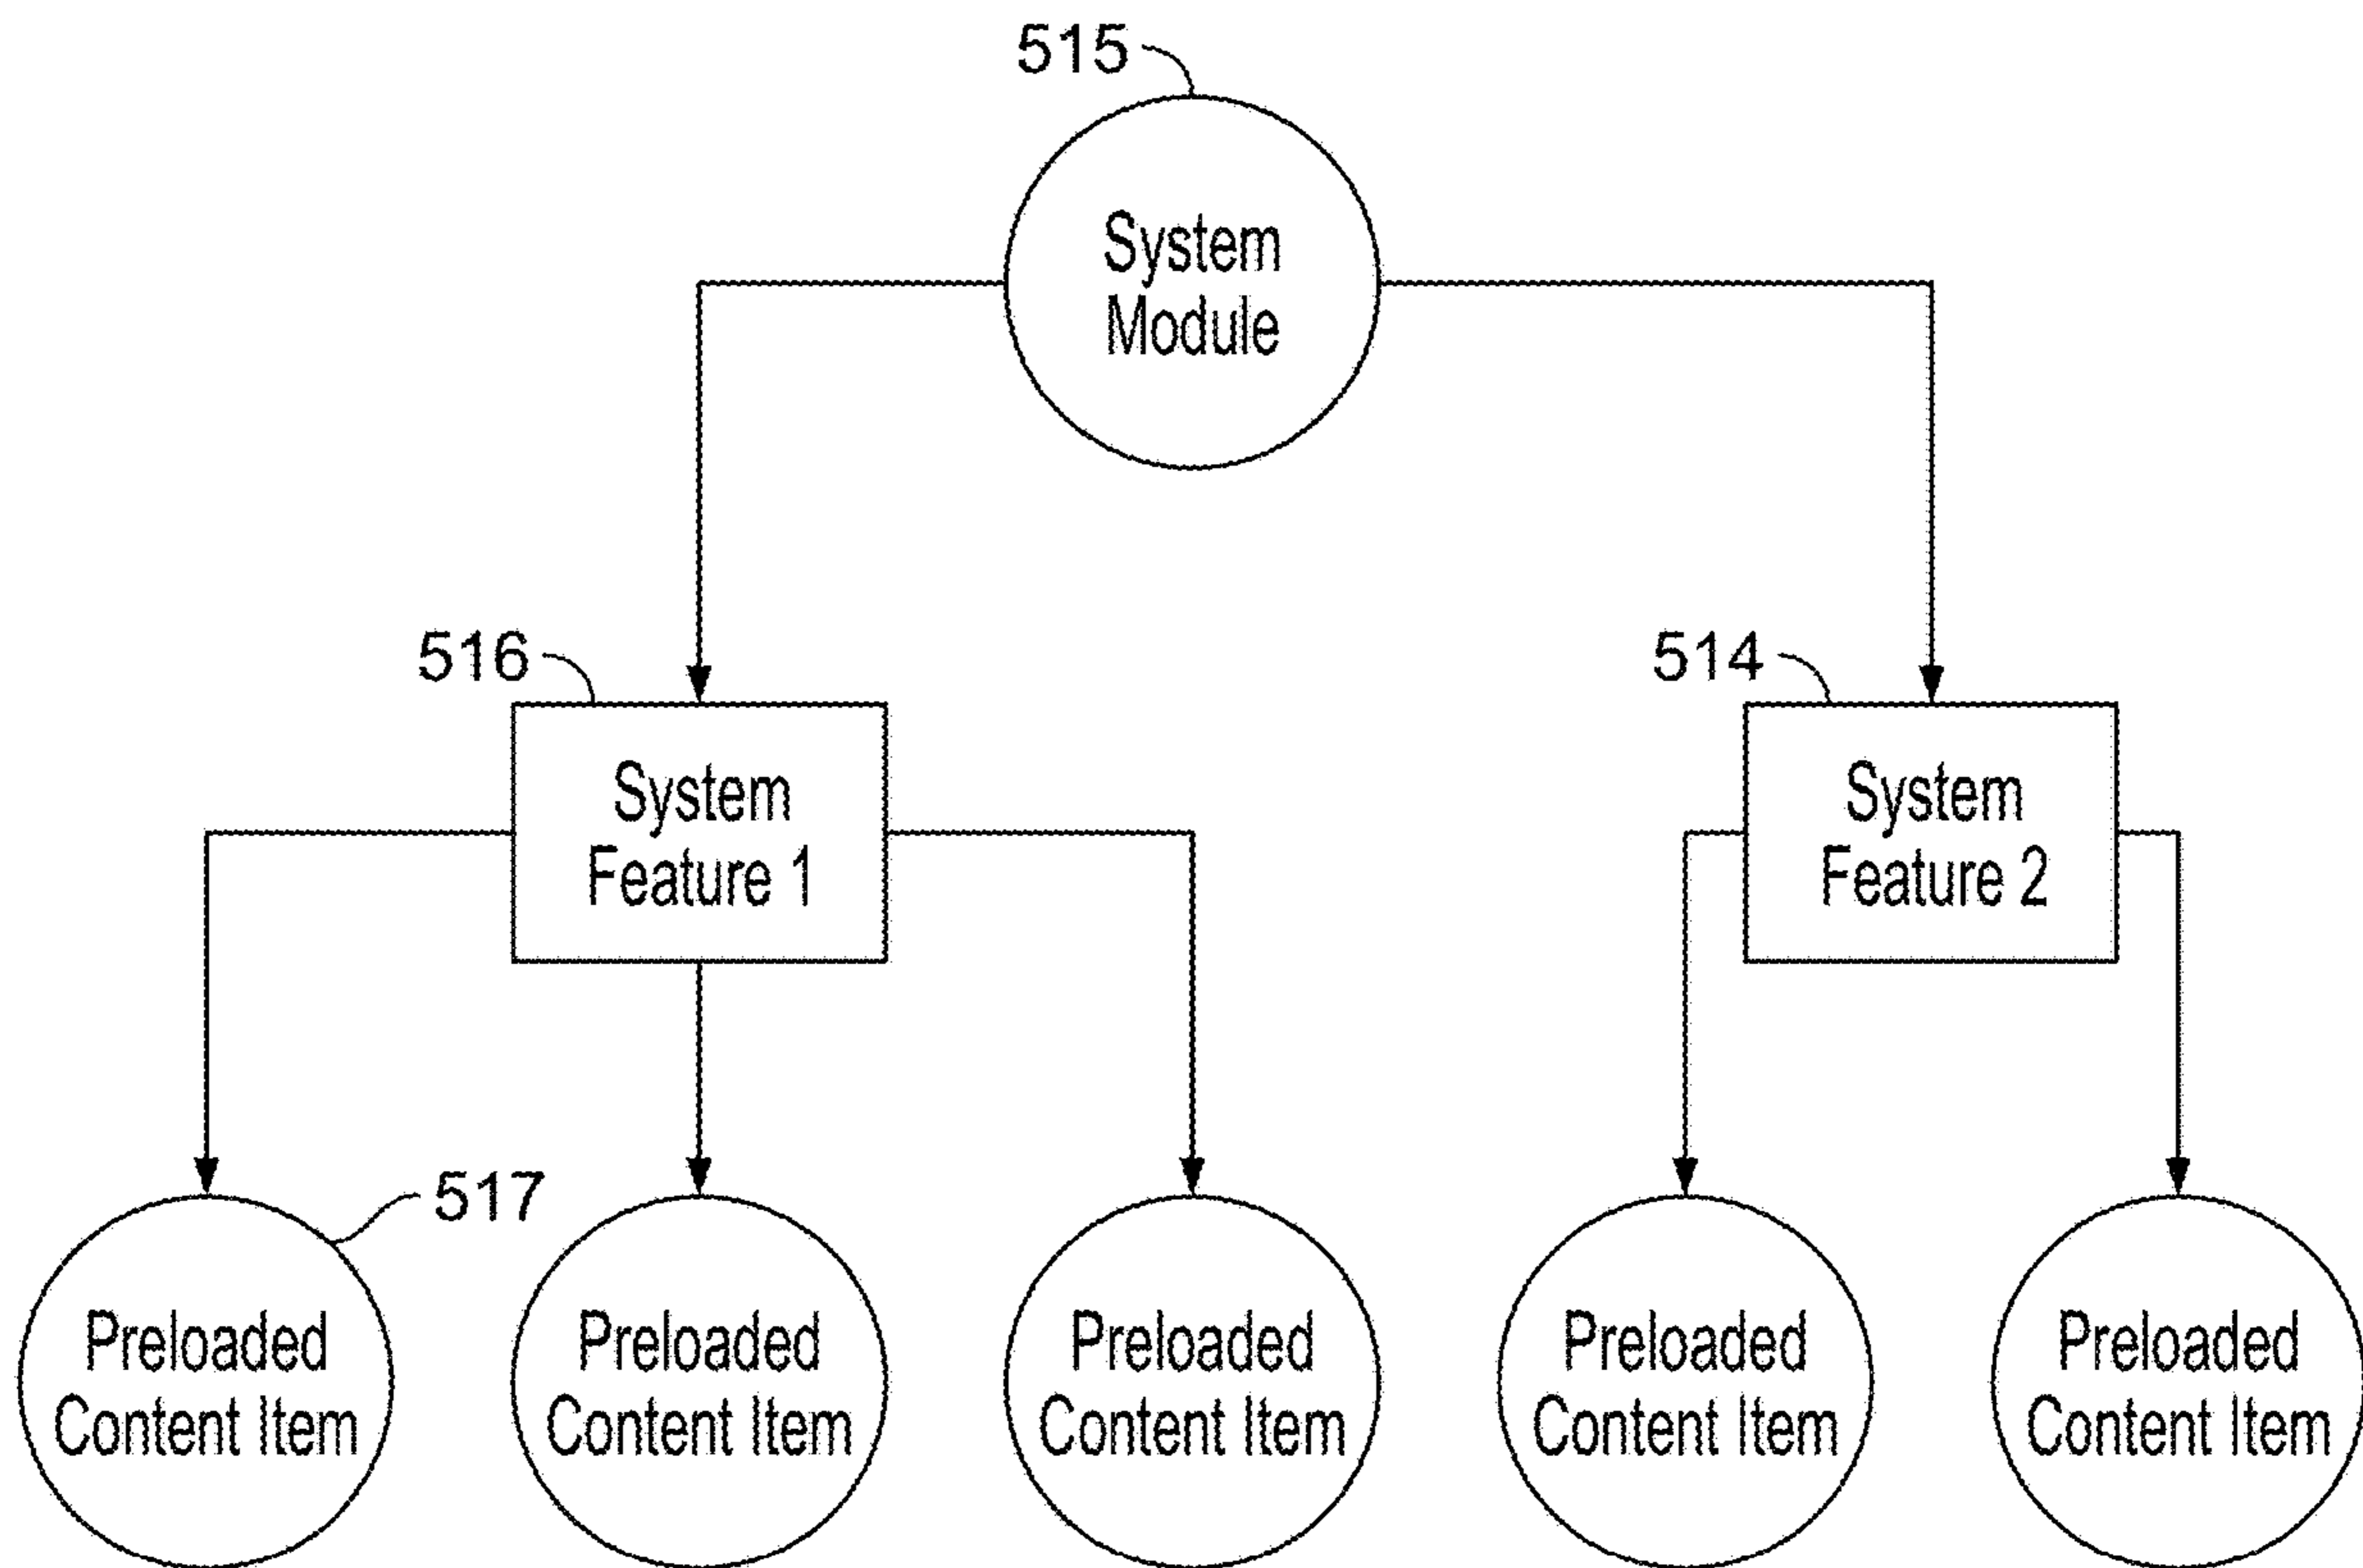 515
System
Module
516
514
System
Feature 1
System
Feature 2
517
Preloaded
Content Item
Preloaded
Content Item
Preloaded
Content Item
Preloaded
Content Item
Preloaded
Content Item